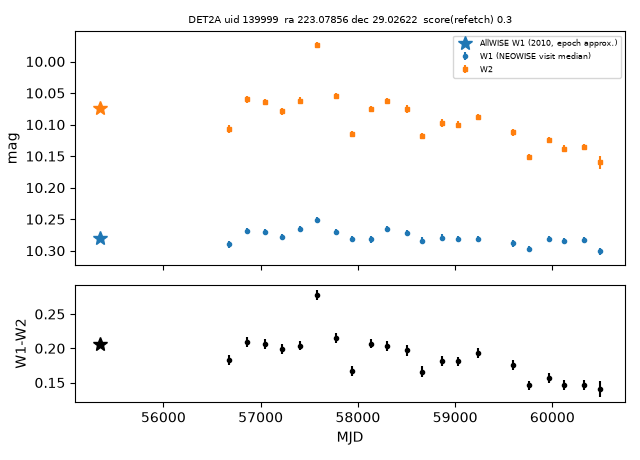 DET2A uid 139999  ra 223.07856 dec 29.02622  score(refetch) 0.3
AllWISE W1 (2010, epoch approx.)
W1 (NEOWISE visit median)
W2
10.00
10.05
10.10
10.15
10.20
10.25
10.30
mag
0.25
0.20
0.15
W1-W2
56000
57000
58000
59000
60000
MJD